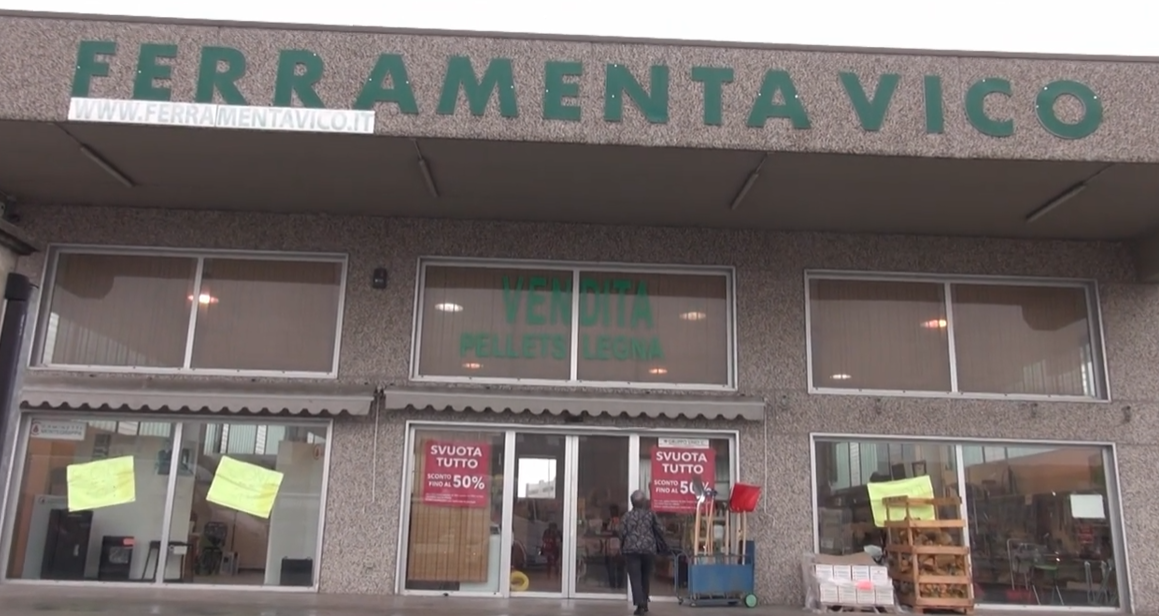 FERRAMENTA VICO
WWW.FERRAMENTAVICO.IT
VENDITA
PELLETS LEGNA
SVUOTA
TUTTO
SCONTO
FINO AL 50%
SVUOTA
TUTTO
SCONTO
FINO AL 50%